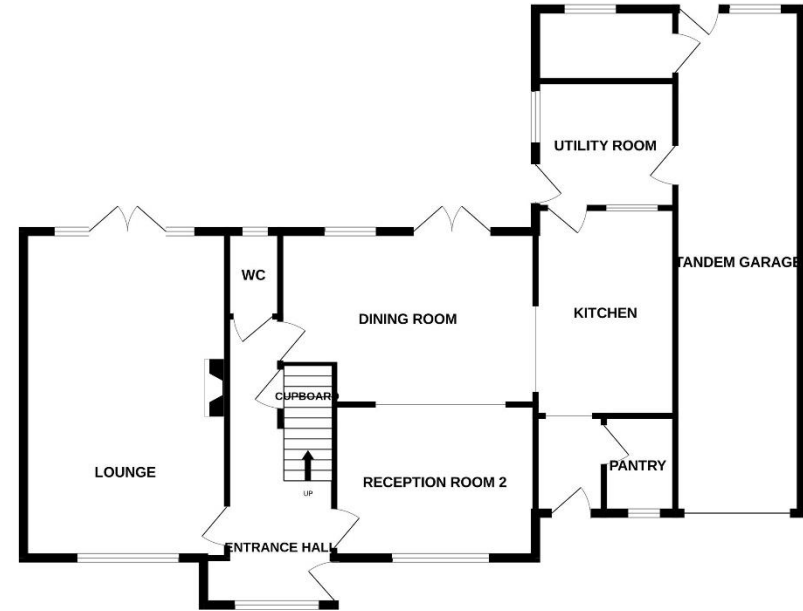 UTILITY ROOM
TANDEM GARAGE
WC
DINING ROOM
KITCHEN
CUPBOARD
LOUNGE
UP
RECEPTION ROOM 2
PANTRY
ENTRANCE HALL